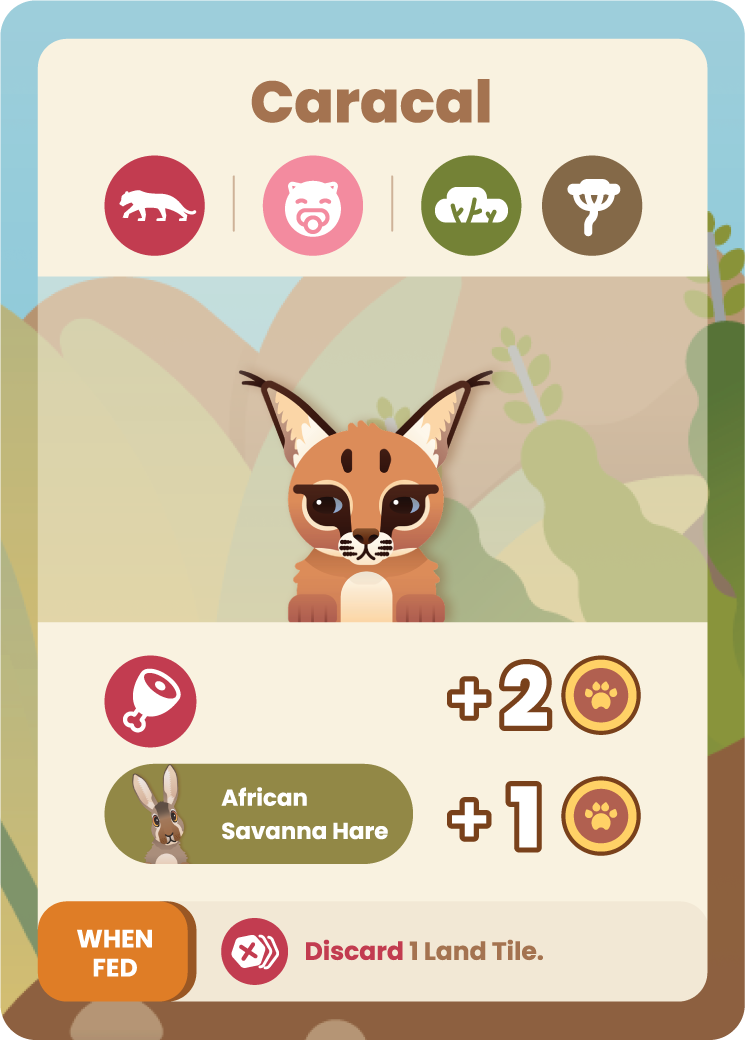 Caracal
+2
African
Savanna Hare
+1
WHEN
FED
Discard 1 Land Tile.